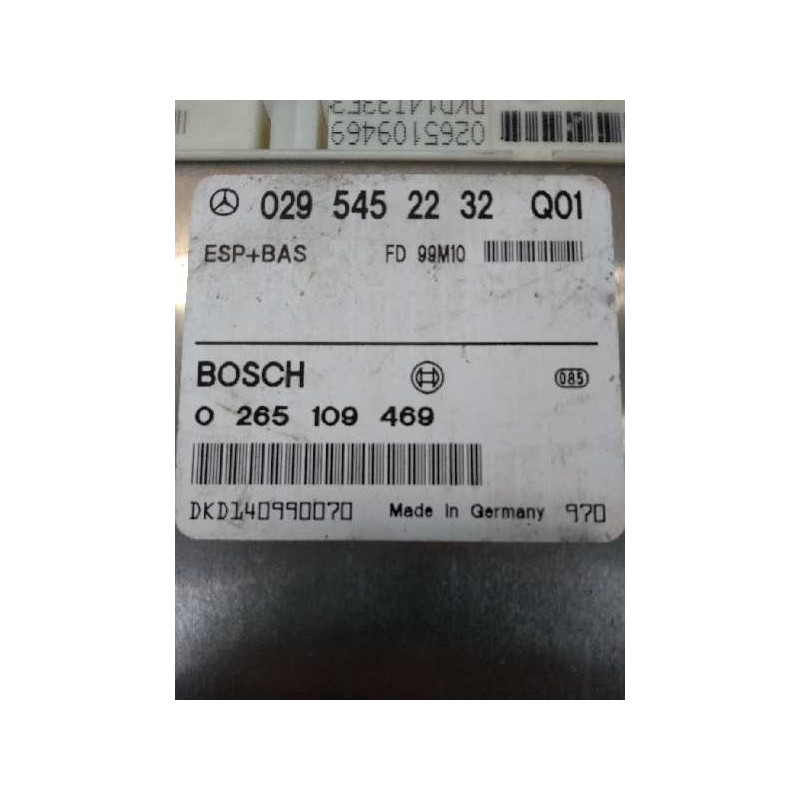 DKD14I33E3
0265109469
029 545 22 32 Q01
ESP+BAS FD 99M10
BOSCH 085
0 265 109 469
DKD140990070 Made In Germany 970